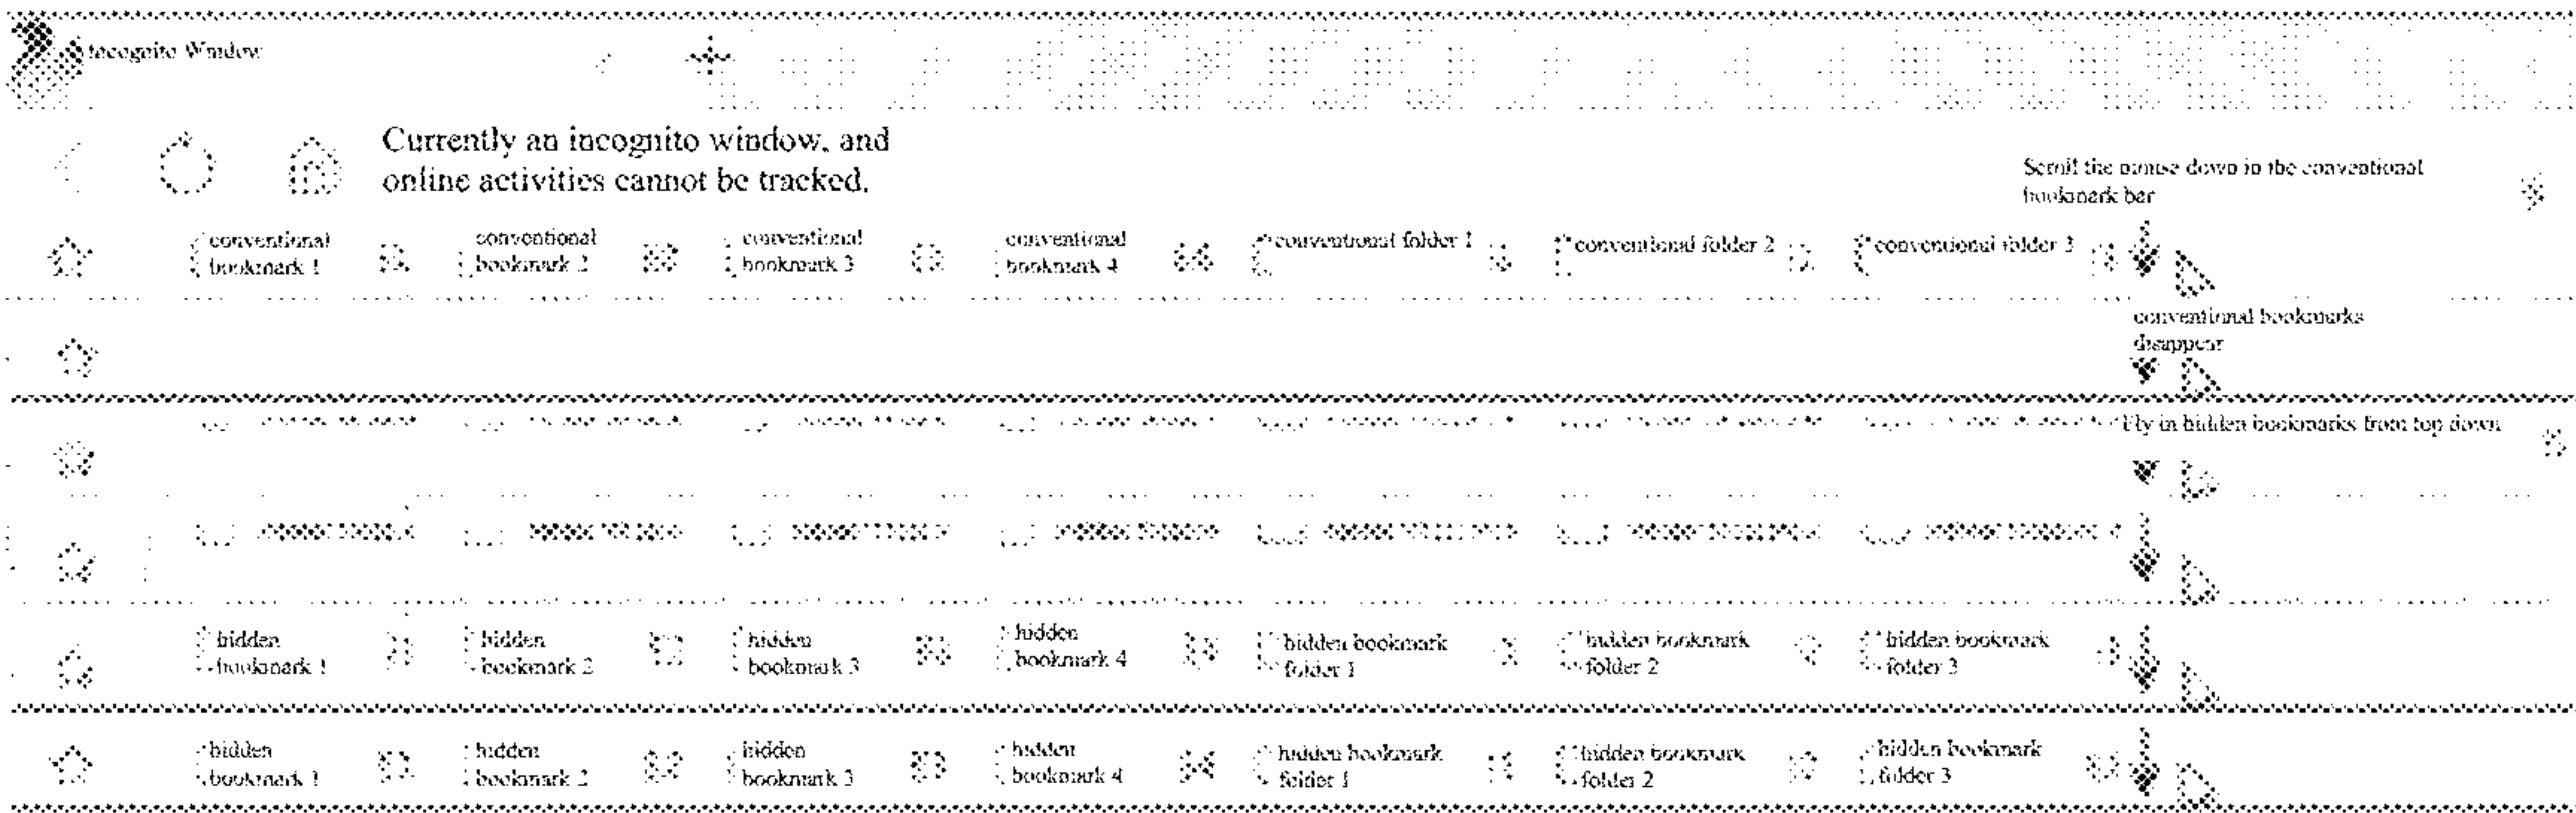 Incognito Window
Currently an incognito window, and
online activities cannot be tracked.
Scroll the mouse down in the conventional
bookmark bar
conventional
bookmark 1
conventional
bookmark 2
conventional
bookmark 3
conventional
bookmark 4
conventional folder 1
conventional folder 2
conventional folder 3
conventional bookmarks
disappear
Fly in hidden bookmarks from top down
hidden
bookmark 1
hidden
bookmark 2
hidden
bookmark 3
hidden
bookmark 4
hidden bookmark
folder 1
hidden bookmark
folder 2
hidden bookmark
folder 3
hidden
bookmark 1
hidden
bookmark 2
hidden
bookmark 3
hidden
bookmark 4
hidden bookmark
folder 1
hidden bookmark
folder 2
hidden bookmark
folder 3